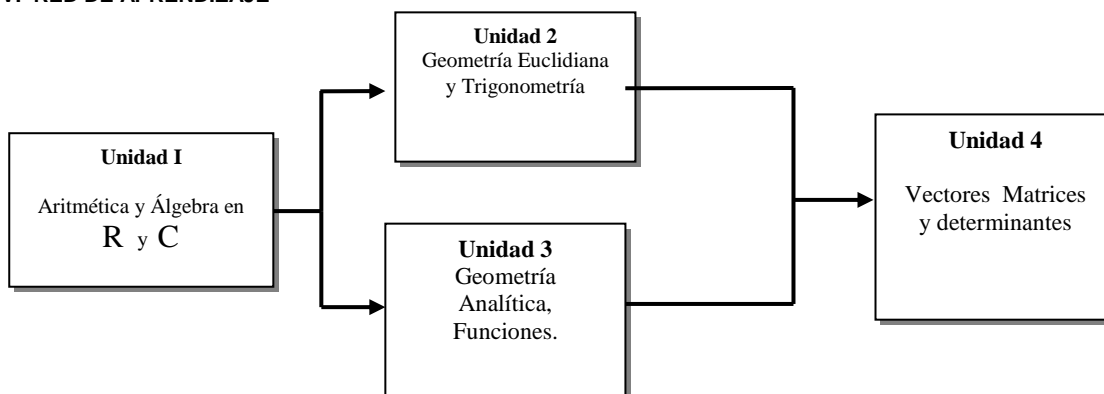 RED DE APRENDIZAJE
Unidad I
Aritmética y Álgebra en
R y C
Unidad 2
Geometría Euclidiana
y Trigonometría
Unidad 3
Geometría
Analítica,
Funciones.
Unidad 4
Vectores Matrices
y determinantes